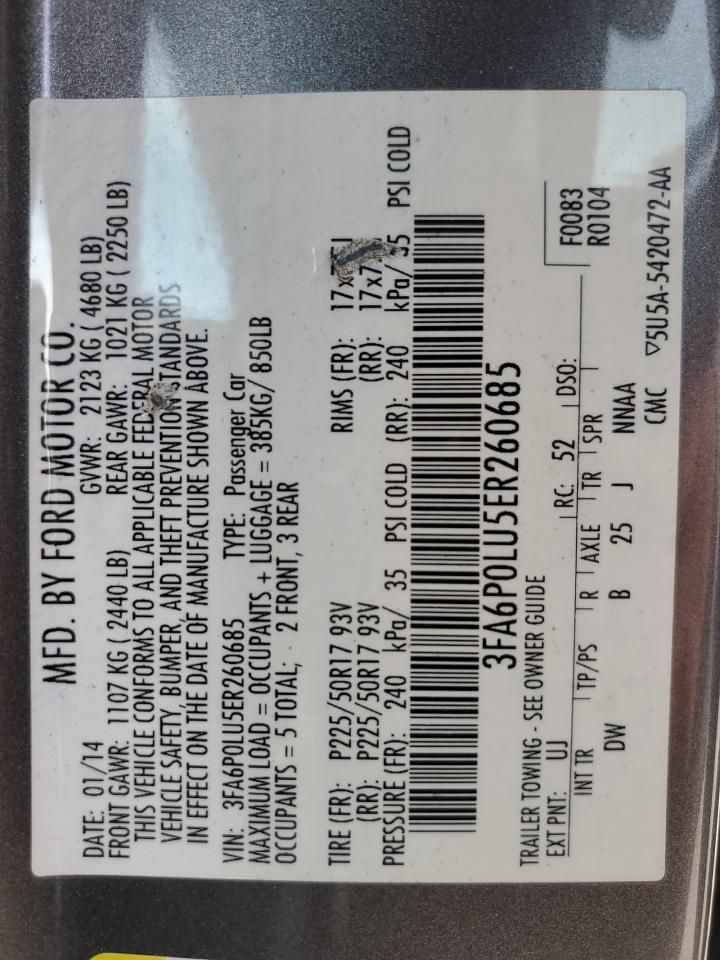 MFD. BY FORD MOTOR CO.
DATE: 01/14 GVWR: 2123 KG ( 4680 LB)
FRONT GAWR: 1107 KG ( 2440 LB) REAR GAWR: 1021 KG ( 2250 LB)
THIS VEHICLE CONFORMS TO ALL APPLICABLE FEDERAL MOTOR
VEHICLE SAFETY, BUMPER, AND THEFT PREVENTION STANDARDS
IN EFFECT ON THE DATE OF MANUFACTURE SHOWN ABOVE.
VIN: 3FA6P0LU5ER260685 TYPE: Passenger Car
MAXIMUM LOAD = OCCUPANTS + LUGGAGE = 385KG/ 850LB
OCCUPANTS = 5 TOTAL; 2 FRONT, 3 REAR
TIRE (FR): P225/50R17 93V RIMS (FR):
(RR): P225/50R17 93V (RR):
PRESSURE (FR): 240 kPa/ 35 PSI COLD (RR): 240 kPa/ 35 PSI COLD
3FA6P0LU5ER260685
TRAILER TOWING - SEE OWNER GUIDE
F0083
EXT PNT: UJ RC: 52 DSO: R0104
INT TR TP/PS R AXLE TR SPR
DW B 25 J NNAA
CMC ▽5U5A-5420472-AA